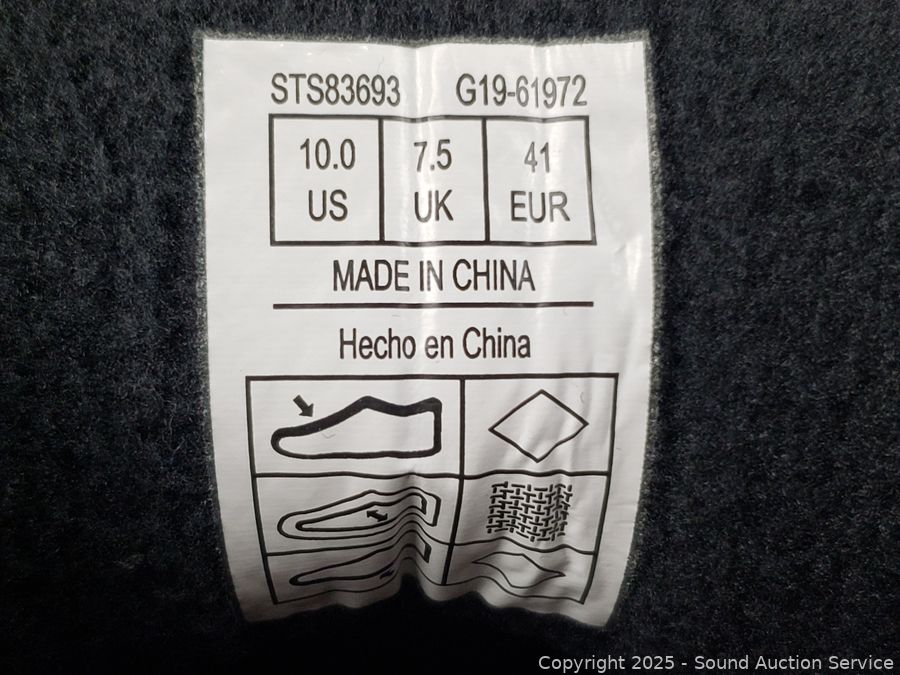 STS83693 G19-61972
10.0 7.5 41
US UK EUR
MADE IN CHINA
Hecho en China
Copyright 2025 - Sound Auction Service